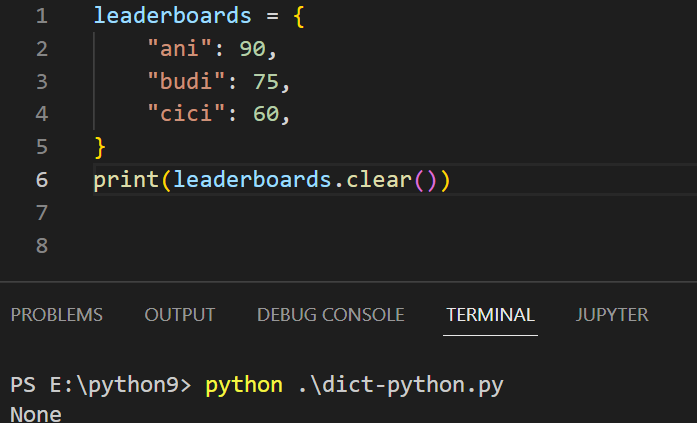 1 leaderboards = {
2     "ani": 90,
3     "budi": 75,
4     "cici": 60,
5 }
6 print(leaderboards.clear())
7
8
PROBLEMS OUTPUT DEBUG CONSOLE TERMINAL JUPYTER
PS E:\python9> python .\dict-python.py
None